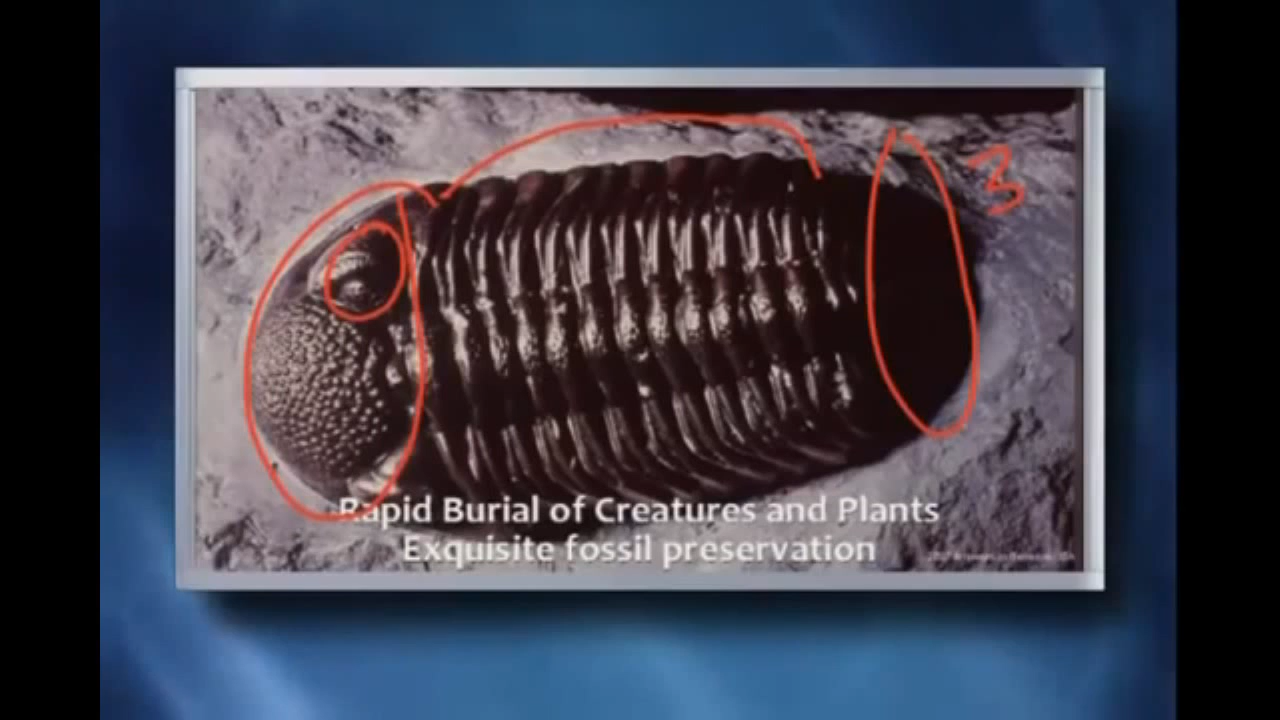 3
Rapid Burial of Creatures and Plants
Exquisite fossil preservation